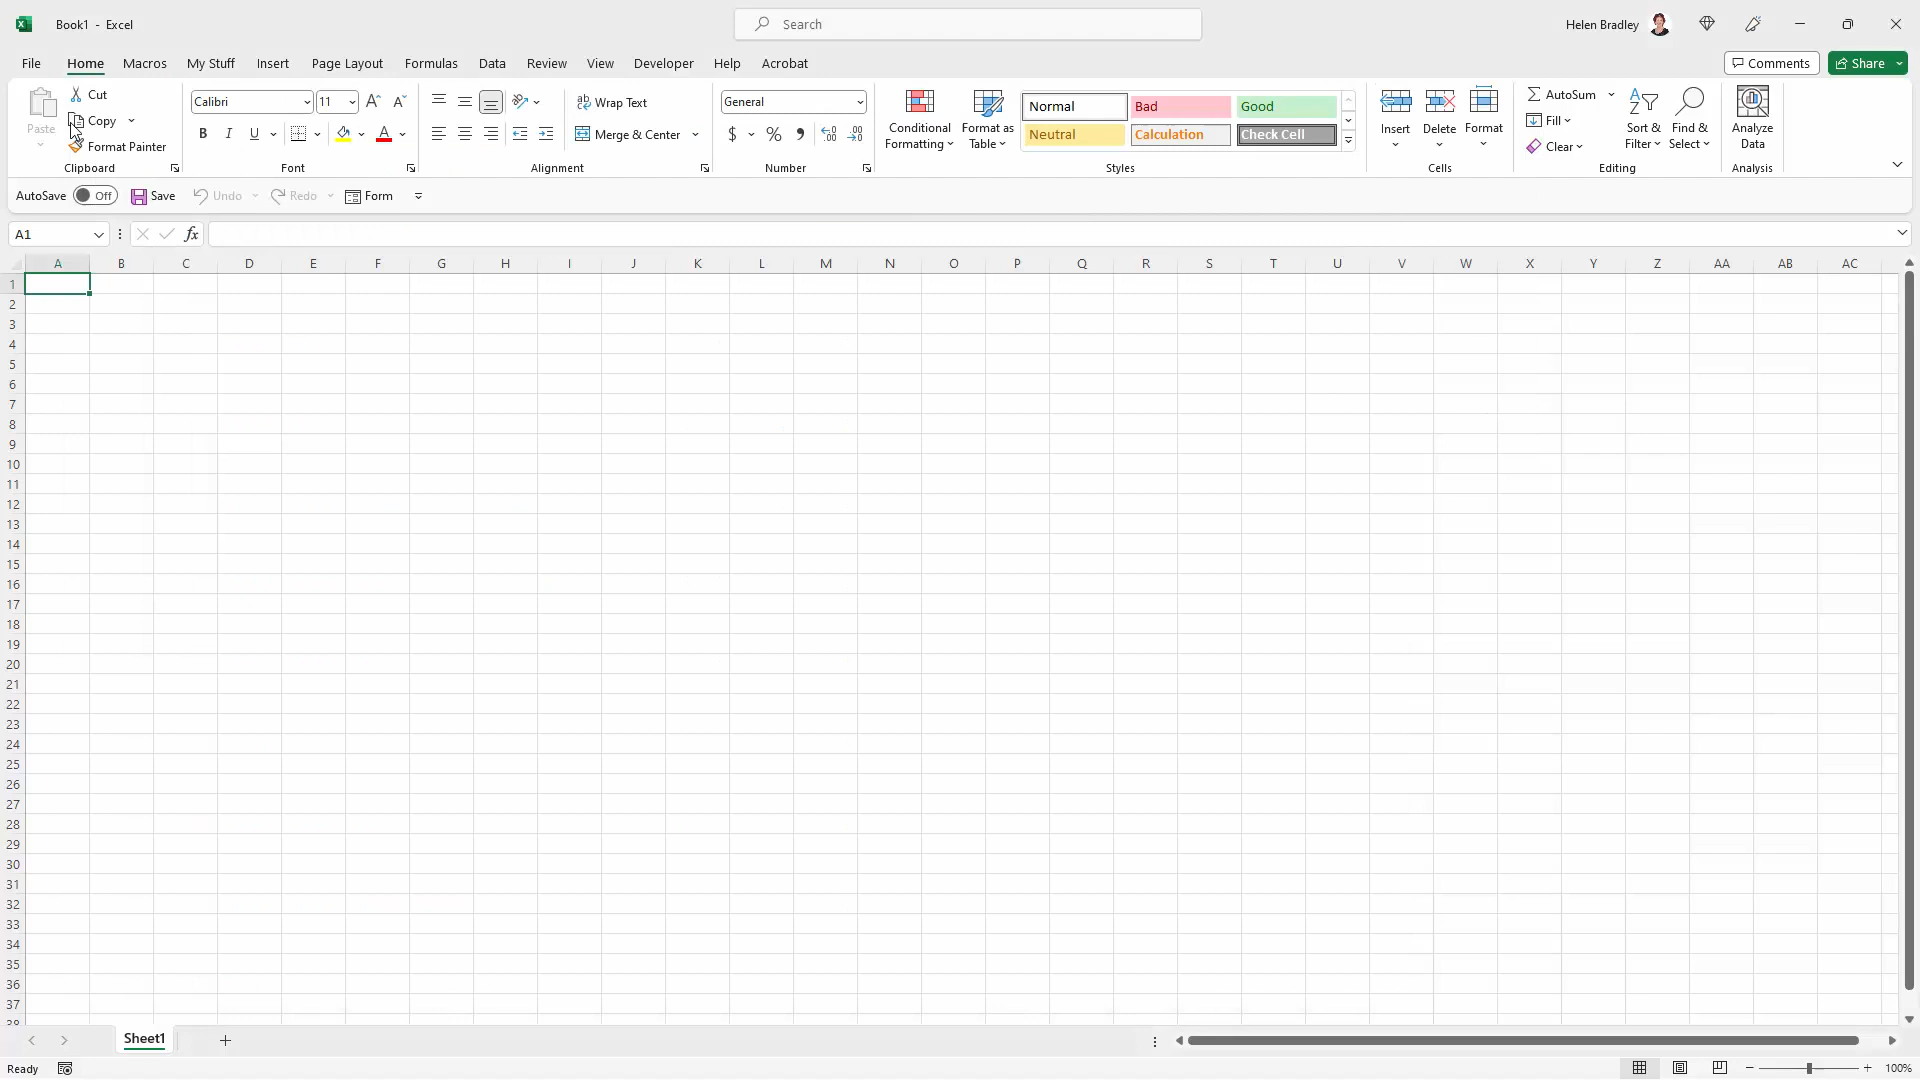 Book1 - Excel
Search
Helen Bradley
File Home Macros My Stuff Insert Page Layout Formulas Data Review View Developer Help Acrobat
Comments Share
Paste
Cut
Copy
Format Painter
Clipboard
Calibri 11
B I U
Font
Wrap Text
Merge & Center
Alignment
General
$ % ,
Number
Conditional
Formatting
Format as
Table
Normal Bad Good
Neutral Calculation Check Cell
Styles
Insert Delete Format
Cells
AutoSum
Fill
Clear
Sort &
Filter
Find &
Select
Editing
Analyze
Data
Analysis
AutoSave Off Save Undo Redo Form
A1 fx
A B C D E F G H I J K L M N O P Q R S T U V W X Y Z AA AB AC
1
2
3
4
5
6
7
8
9
10
11
12
13
14
15
16
17
18
19
20
21
22
23
24
25
26
27
28
29
30
31
32
33
34
35
36
37
38
Sheet1
Ready
100%